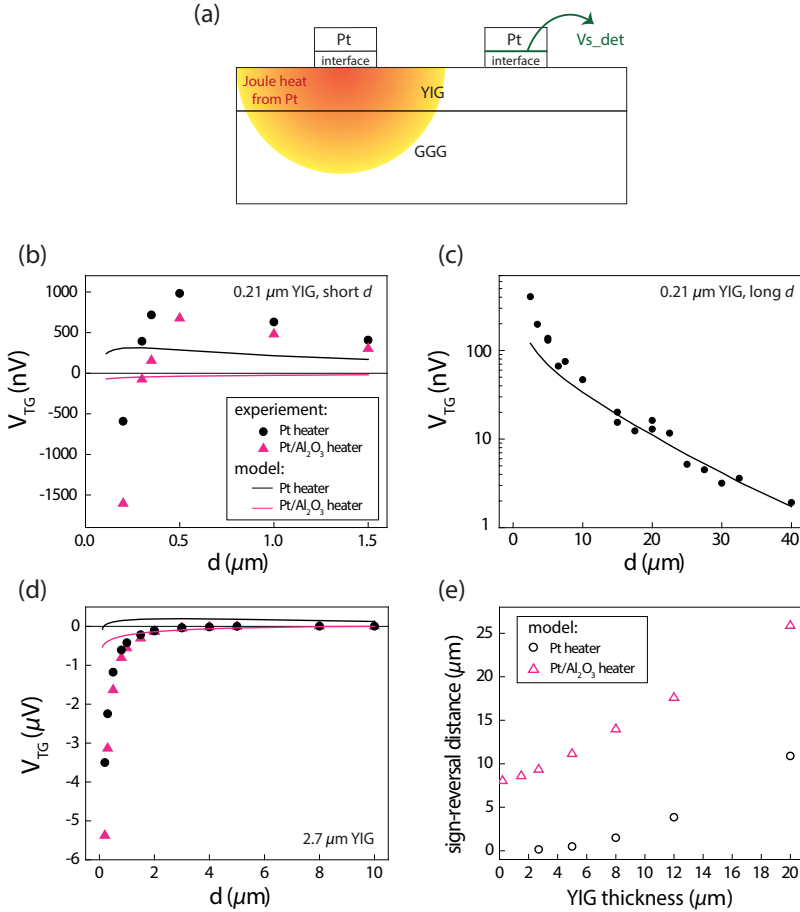 (a)
Pt
interface
Pt
interface
Vs_det
Joule heat
from Pt
YIG
GGG
(b)
0.21 µm YIG, short d
1000
500
0
-500
-1000
-1500
V_TG (nV)
experiement:
Pt heater
Pt/Al₂O₃ heater
model:
Pt heater
Pt/Al₂O₃ heater
0.0 0.5 1.0 1.5
d (µm)
(c)
0.21 µm YIG, long d
100
10
1
V_TG (nV)
0 10 20 30 40
d (µm)
(d)
0
-1
-2
-3
-4
-5
-6
V_TG (µV)
2.7 µm YIG
0 2 4 6 8 10
d (µm)
(e)
model:
Pt heater
Pt/Al₂O₃ heater
25
20
15
10
5
0
sign-reversal distance (µm)
0 2 4 6 8 10 12 14 16 18 20
YIG thickness (µm)